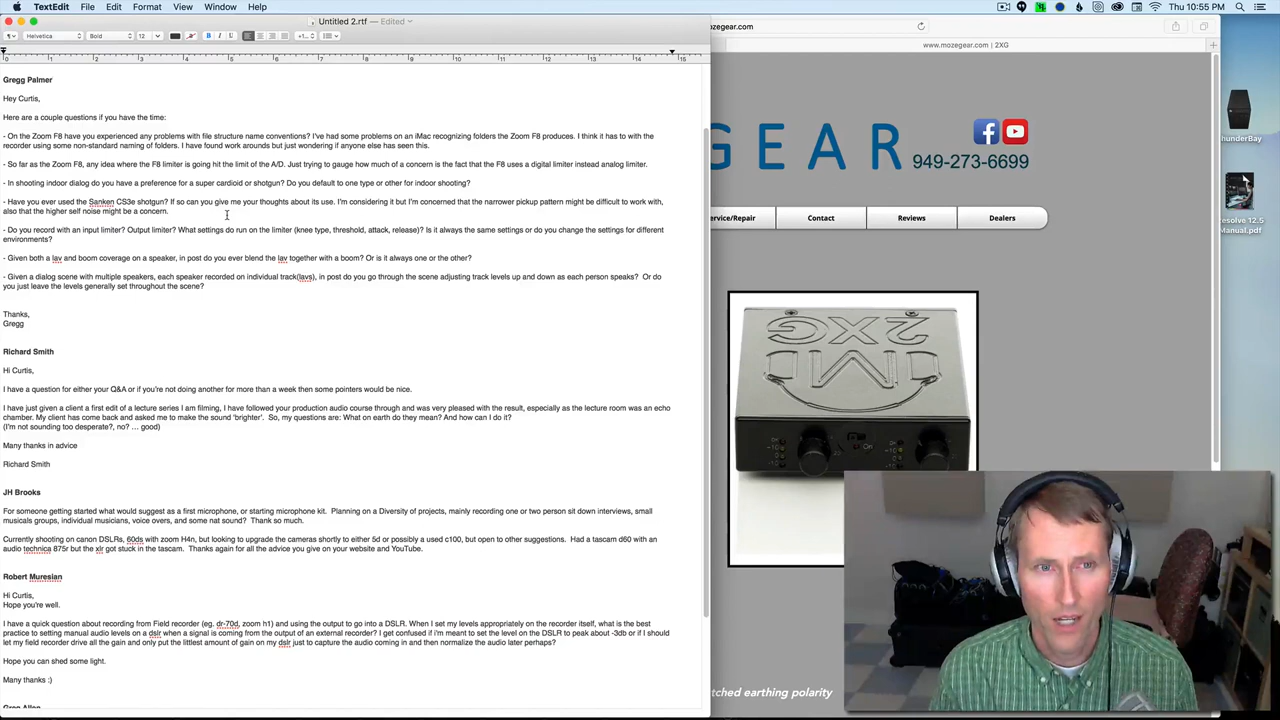 TextEdit File Edit Format View Window Help Thu 10:55 PM
Untitled 2.rtf — Edited
www.mozegear.com | 2XG
Helvetica Bold 12 B I U
0 1 2 3 4 5 6 7 8 9 10 11 12 13 14 15
Gregg Palmer
Hey Curtis,
Here are a couple questions if you have the time:
- On the Zoom F8 have you experienced any problems with file structure name conventions? I've had some problems on an iMac recognizing folders the Zoom F8 produces. I think it has to with the
recorder using some non-standard naming of folders. I have found work arounds but just wondering if anyone else has seen this.
- So far as the Zoom F8, any idea where the F8 limiter is going hit the limit of the A/D. Just trying to gauge how much of a concern is the fact that the F8 uses a digital limiter instead analog limiter.
- In shooting indoor dialog do you have a preference for a super cardioid or shotgun? Do you default to one type or other for indoor shooting?
- Have you ever used the Sanken CS3e shotgun? If so can you give me your thoughts about its use. I'm considering it but I'm concerned that the narrower pickup pattern might be difficult to work with,
also that the higher self noise might be a concern.
- Do you record with an input limiter? Output limiter? What settings do run on the limiter (knee type, threshold, attack, release)? Is it always the same settings or do you change the settings for different
environments?
- Given both a lav and boom coverage on a speaker, in post do you ever blend the lav together with a boom? Or is it always one or the other?
- Given a dialog scene with multiple speakers, each speaker recorded on individual track(lavs), in post do you go through the scene adjusting track levels up and down as each person speaks? Or do
you just leave the levels generally set throughout the scene?
Thanks,
Gregg
Richard Smith
Hi Curtis,
I have a question for either your Q&A or if you're not doing another for more than a week then some pointers would be nice.
I have just given a client a first edit of a lecture series I am filming, I have followed your production audio course through and was very pleased with the result, especially as the lecture room was an echo
chamber. My client has come back and asked me to make the sound 'brighter'. So, my questions are: What on earth do they mean? And how can I do it?
(I'm not sounding too desperate?, no? … good)
Many thanks in advice
Richard Smith
JH Brooks
For someone getting started what would suggest as a first microphone, or starting microphone kit. Planning on a Diversity of projects, mainly recording one or two person sit down interviews, small
musicals groups, individual musicians, voice overs, and some nat sound? Thank so much.
Currently shooting on canon DSLRs, 60ds with zoom H4n, but looking to upgrade the cameras shortly to either 5d or possibly a used c100, but open to other suggestions. Had a tascam d60 with an
audio technica 875r but the xlr got stuck in the tascam. Thanks again for all the advice you give on your website and YouTube.
Robert Muresian
Hi Curtis,
Hope you're well.
I have a quick question about recording from Field recorder (eg. dr-70d, zoom h1) and using the output to go into a DSLR. When I set my levels appropriately on the recorder itself, what is the best
practice to setting manual audio levels on a dslr when a signal is coming from the output of an external recorder? I get confused if i'm meant to set the level on the DSLR to peak about -3db or if I should
let my field recorder drive all the gain and only put the littlest amount of gain on my dslr just to capture the audio coming in and then normalize the audio later perhaps?
Hope you can shed some light.
Many thanks :)
Greg Allen
ozegear.com
GEAR
949-273-6699
ervice/Repair Contact Reviews Dealers
2XG
tched earthing polarity
hunderBay
esolve 12.5
Manual.pdf